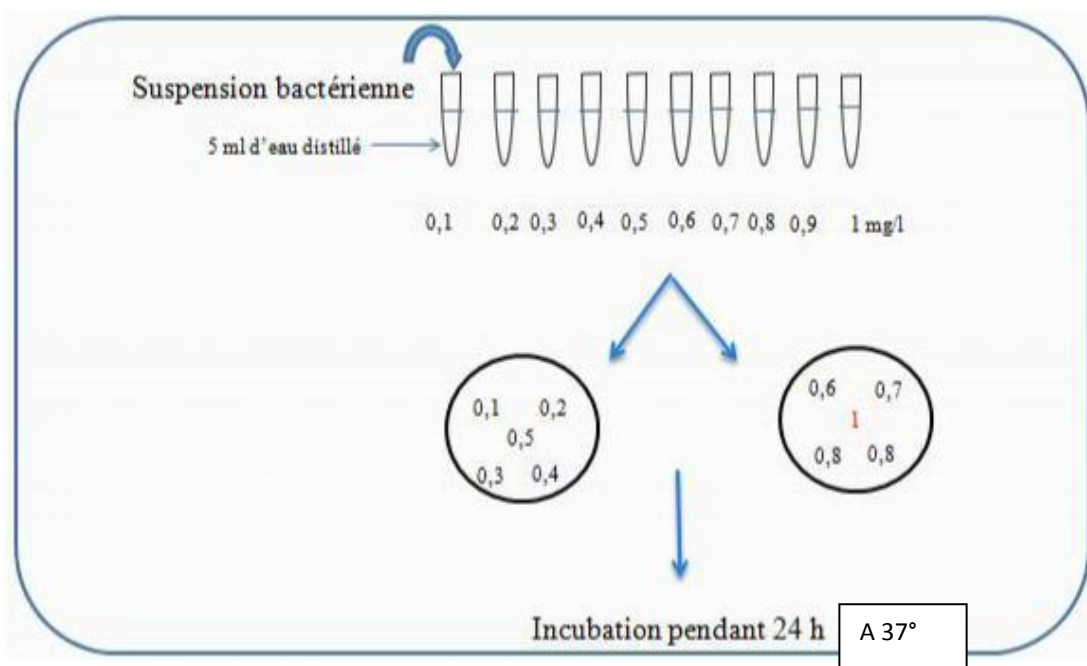 Suspension bactérienne
5 ml d'eau distillé
0,1 0,2 0,3 0,4 0,5 0,6 0,7 0,8 0,9 1 mg/l
0,1 0,2
0,5
0,3 0,4
0,6 0,7
1
0,8 0,8
Incubation pendant 24 h A 37°